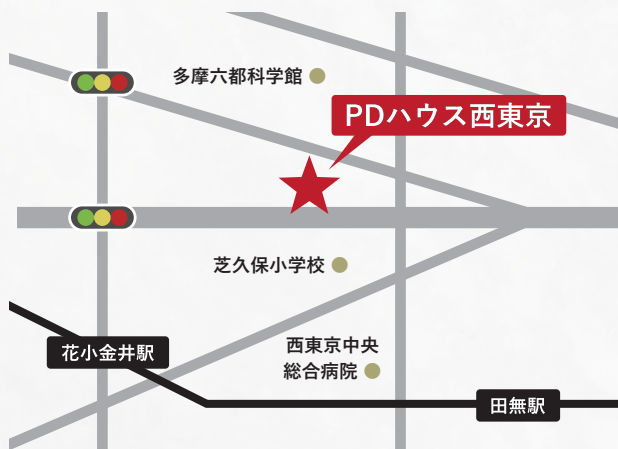 多摩六都科学館
PDハウス西東京
芝久保小学校
花小金井駅
西東京中央
総合病院
田無駅